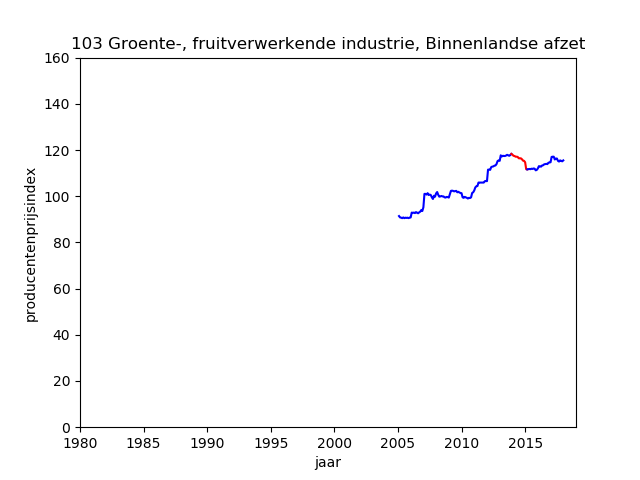 103 Groente-, fruitverwerkende industrie, Binnenlandse afzet
160
140
120
100
80
60
40
20
0
producentenprijsindex
1980 1985 1990 1995 2000 2005 2010 2015
jaar